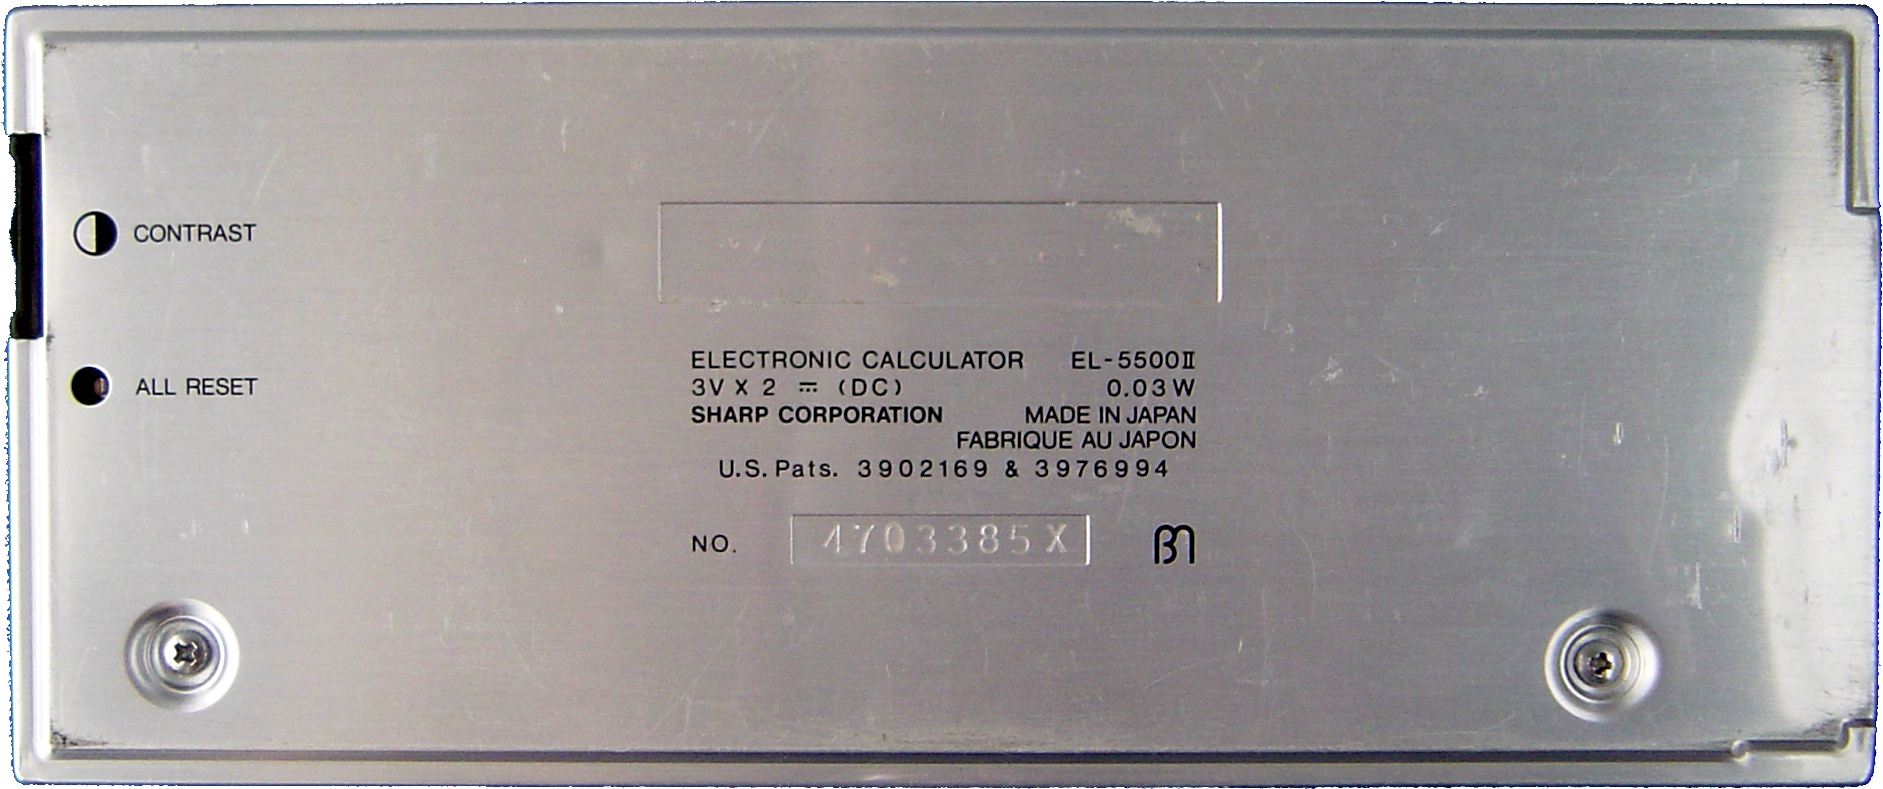 CONTRAST
ALL RESET
ELECTRONIC CALCULATOR EL-5500Ⅱ
3V X 2 ⎓ (DC) 0.03W
SHARP CORPORATION MADE IN JAPAN
FABRIQUE AU JAPON
U.S. Pats. 3902169 & 3976994
NO. 4703385X